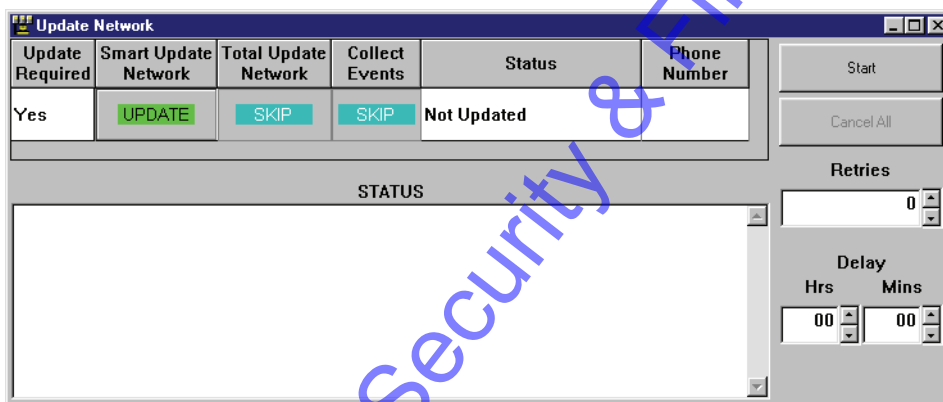 Update Network
Update Required
Smart Update Network
Total Update Network
Collect Events
Status
Phone Number
Yes
UPDATE
SKIP
SKIP
Not Updated
Start
Cancel All
Retries
0
STATUS
Delay
Hrs
Mins
00
00
Security & Fi